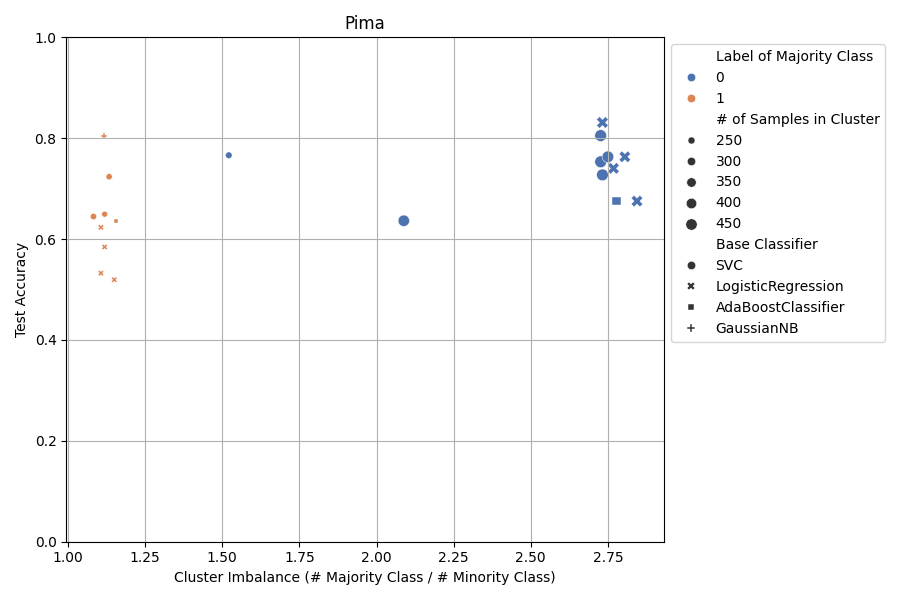 Pima
1.0
0.8
0.6
0.4
0.2
0.0
Test Accuracy
1.00 1.25 1.50 1.75 2.00 2.25 2.50 2.75
Cluster Imbalance (# Majority Class / # Minority Class)
Label of Majority Class
0
1
# of Samples in Cluster
250
300
350
400
450
Base Classifier
SVC
LogisticRegression
AdaBoostClassifier
GaussianNB